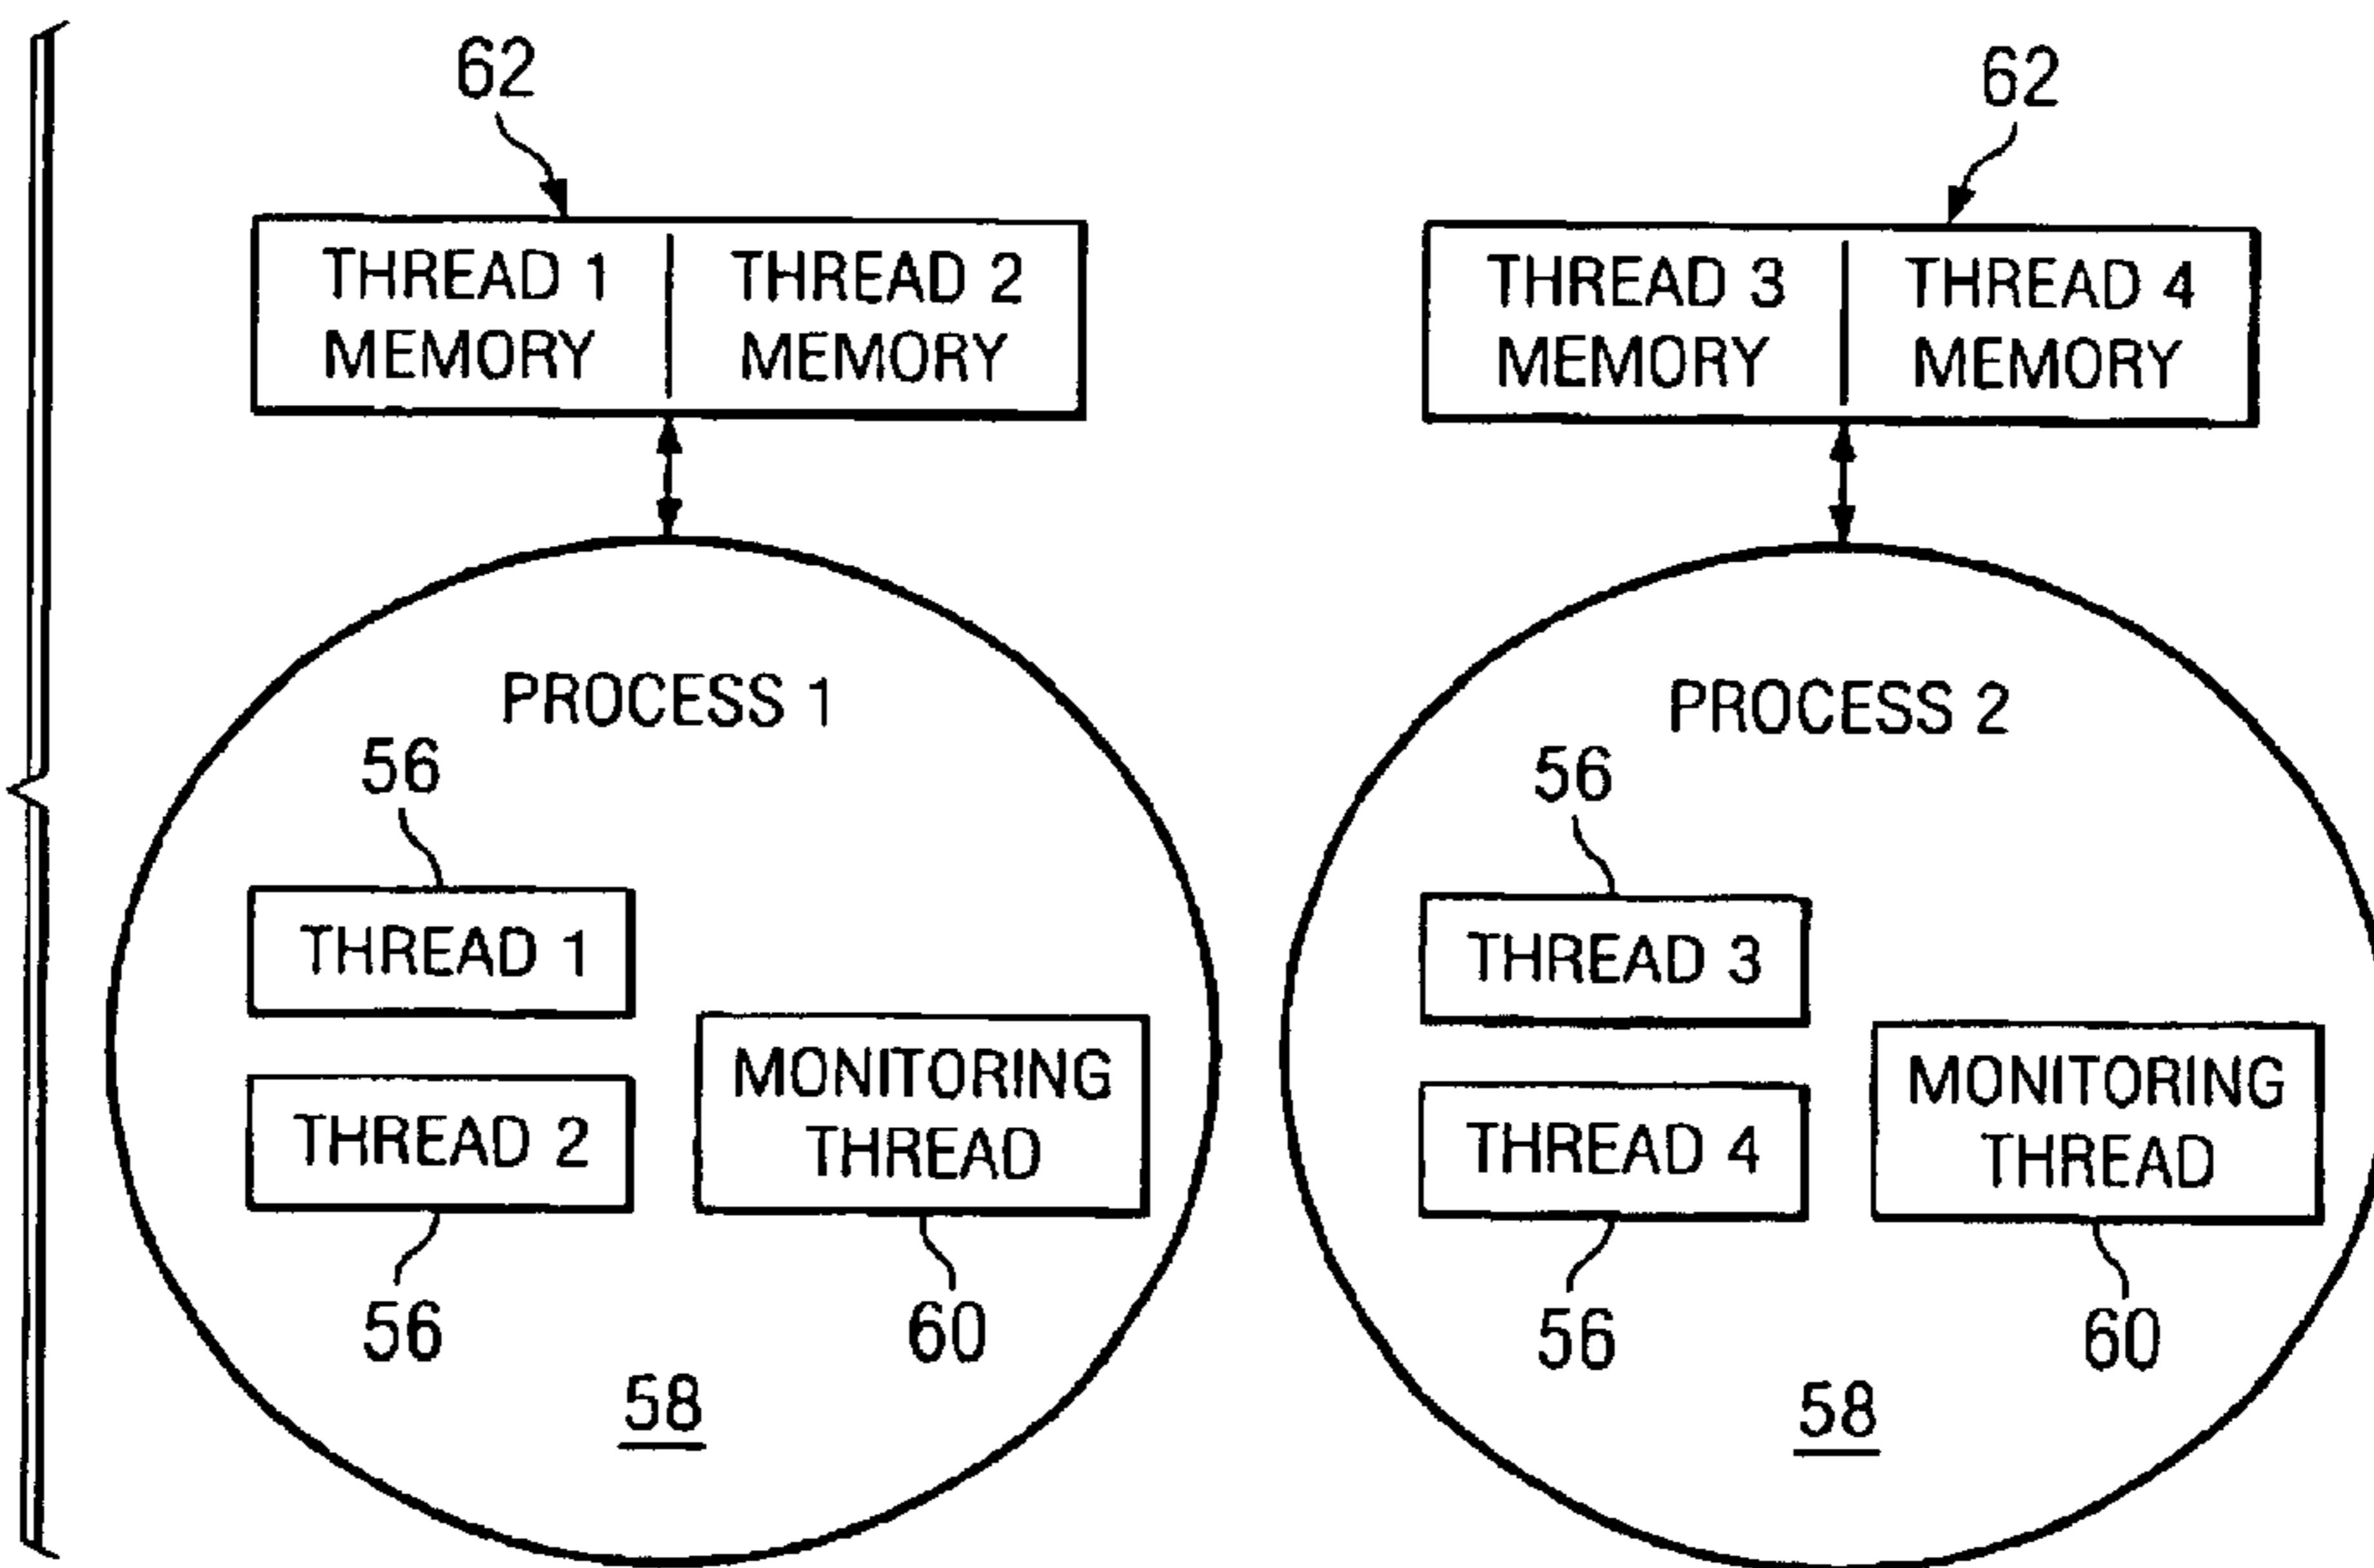 62
62
THREAD 1 MEMORY
THREAD 2 MEMORY
THREAD 3 MEMORY
THREAD 4 MEMORY
PROCESS 1
56
THREAD 1
THREAD 2
56
MONITORING
THREAD
60
58
PROCESS 2
56
THREAD 3
THREAD 4
56
MONITORING
THREAD
60
58